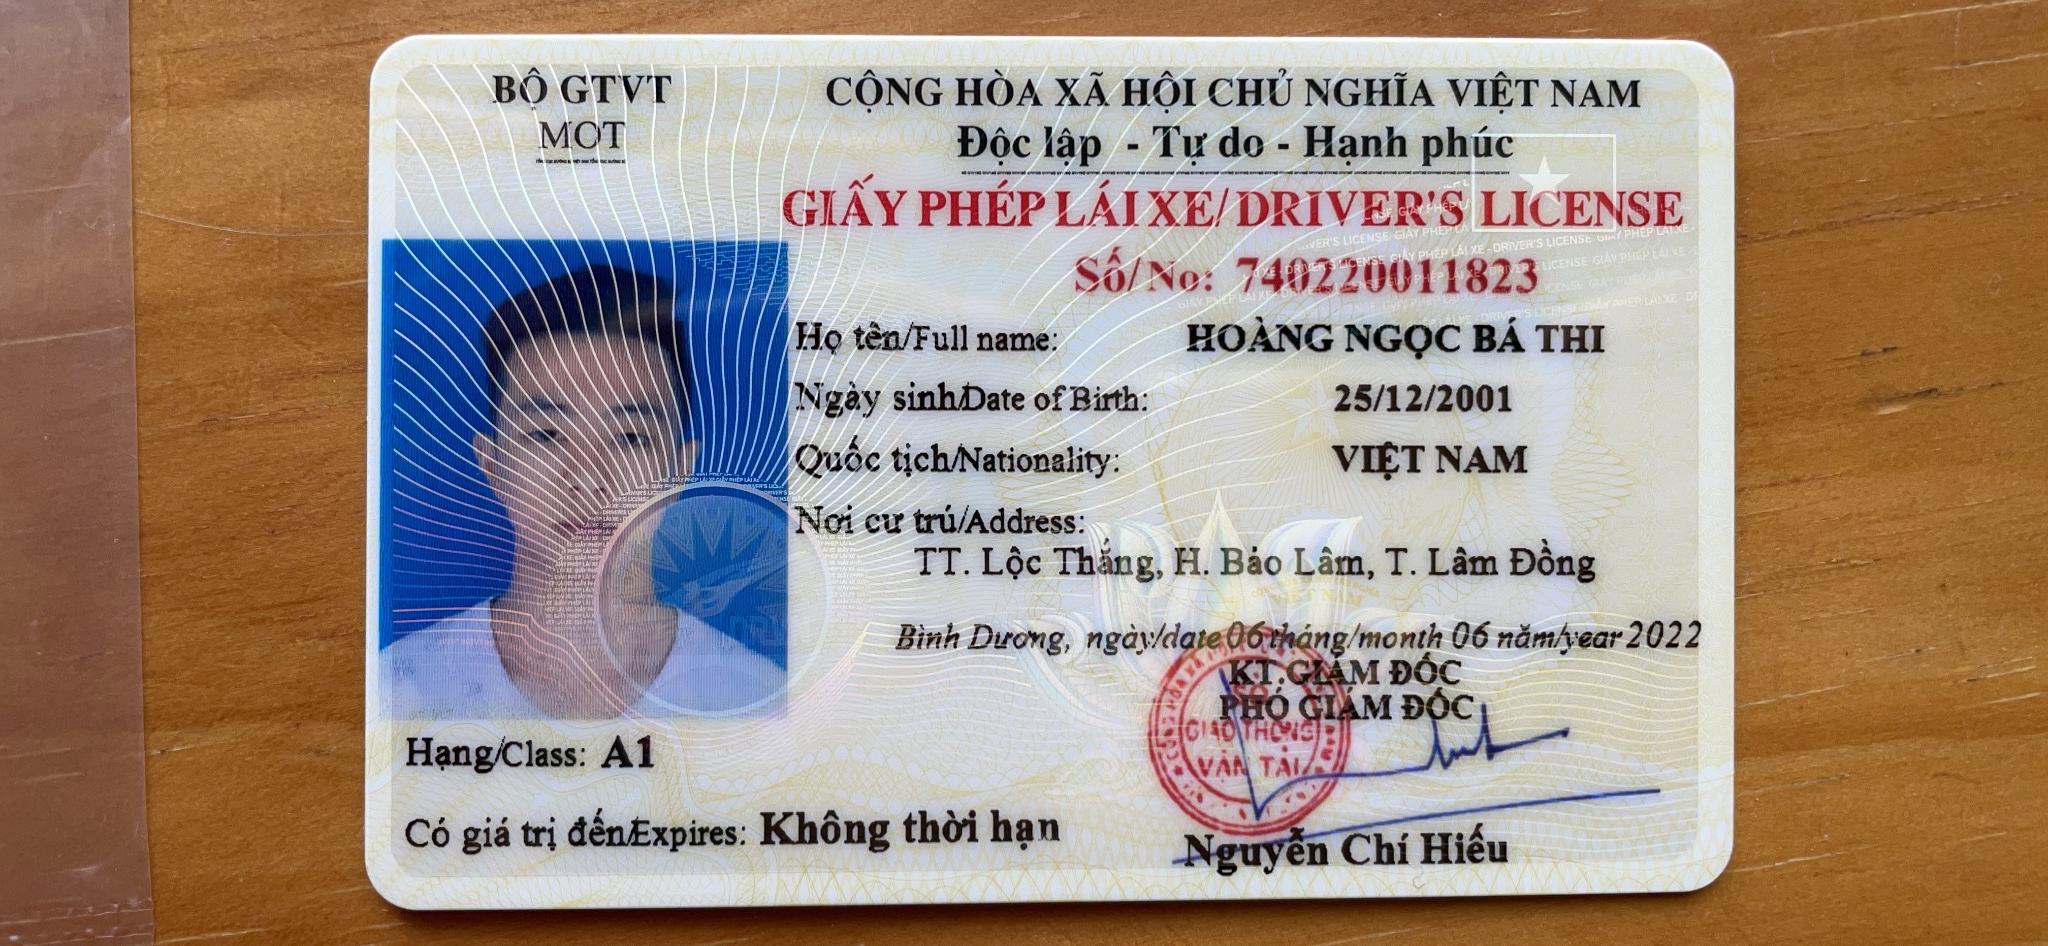 BỘ GTVT
MOT
CỘNG HÒA XÃ HỘI CHỦ NGHĨA VIỆT NAM
Độc lập - Tự do - Hạnh phúc
GIẤY PHÉP LÁI XE/ DRIVER'S LICENSE
Số/No: 740220011823
Họ tên/Full name: HOÀNG NGỌC BÁ THI
Ngày sinh/Date of Birth: 25/12/2001
Quốc tịch/Nationality: VIỆT NAM
Nơi cư trú/Address:
TT. Lộc Thắng, H. Bảo Lâm, T. Lâm Đồng
Bình Dương, ngày/date 06 tháng/month 06 năm/year 2022
KT.GIÁM ĐỐC
PHÓ GIÁM ĐỐC
SỞ
GIAO THÔNG
VẬN TẢI
Hạng/Class: A1
Có giá trị đến/Expires: Không thời hạn
Nguyễn Chí Hiếu